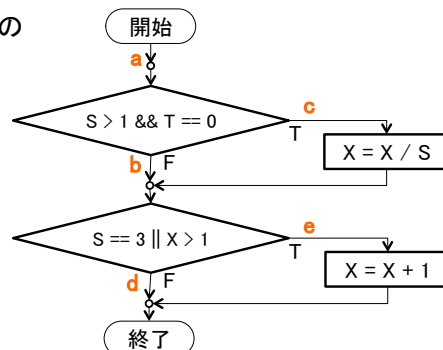 の
開始
a
S > 1 && T == 0
c
T
X = X / S
b
F
S == 3 || X > 1
e
T
X = X + 1
d
F
終了